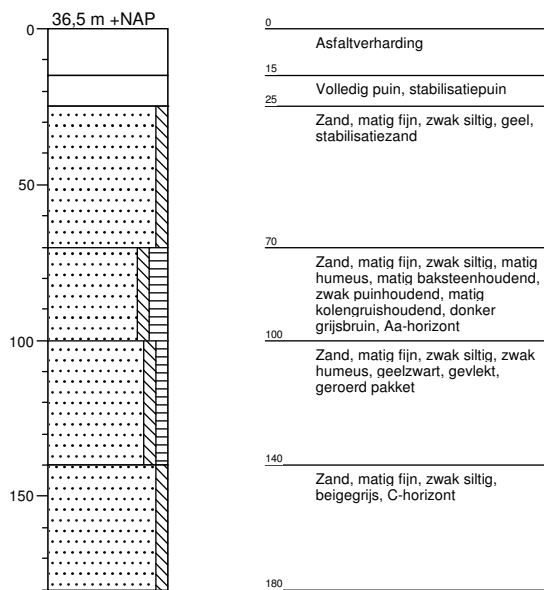 36,5 m +NAP
0
50
100
150
0
Asfaltverharding
15
Volledig puin, stabilisatiepuin
25
Zand, matig fijn, zwak siltig, geel,
stabilisatiezand
70
Zand, matig fijn, zwak siltig, matig
humeus, matig baksteenhoudend,
zwak puinhoudend, matig
kolengruishoudend, donker
grijsbruin, Aa-horizont
100
Zand, matig fijn, zwak siltig, zwak
humeus, geelzwart, gevlekt,
geroerd pakket
140
Zand, matig fijn, zwak siltig,
beigegrijs, C-horizont
180